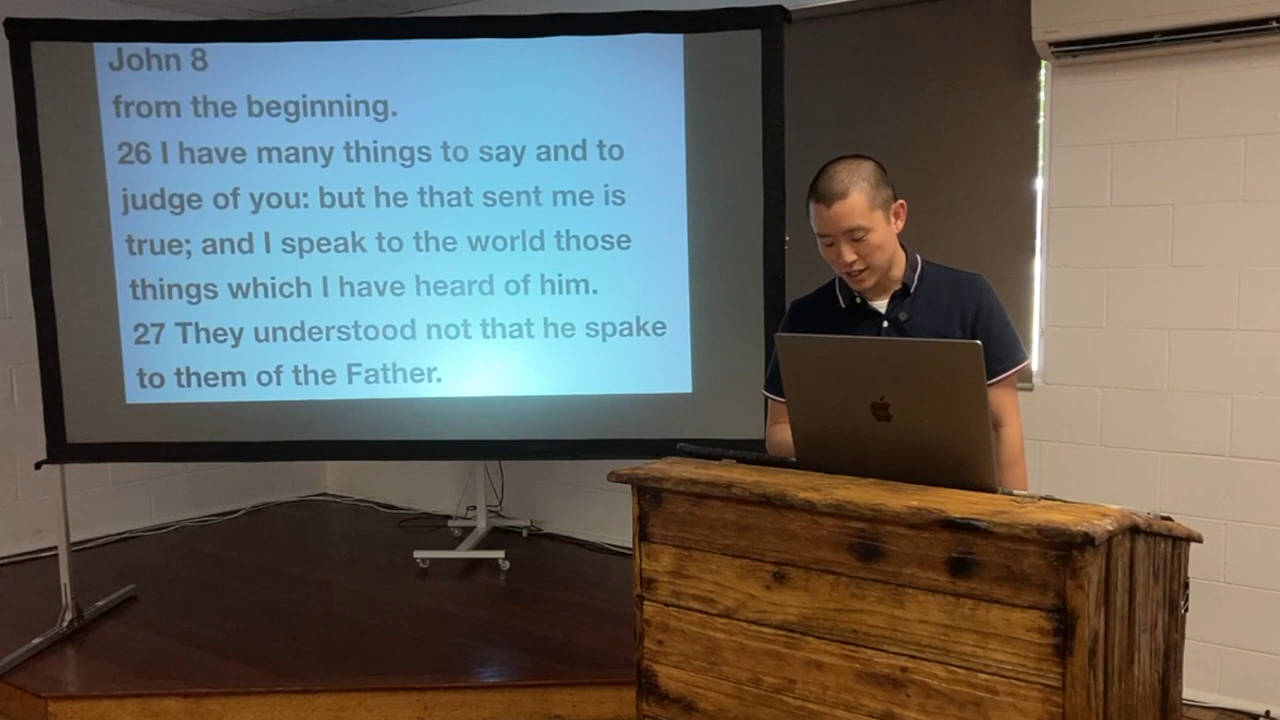 John 8
from the beginning.
26 I have many things to say and to
judge of you: but he that sent me is
true; and I speak to the world those
things which I have heard of him.
27 They understood not that he spake
to them of the Father.